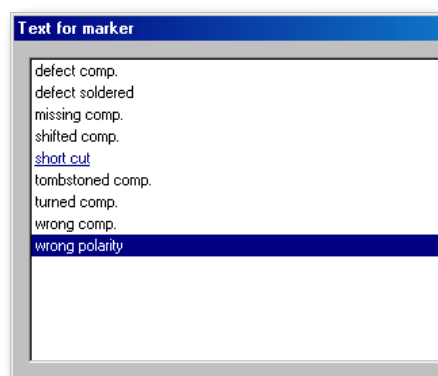 Text for marker
defect comp.
defect soldered
missing comp.
shifted comp.
short cut
tombstoned comp.
turned comp.
wrong comp.
wrong polarity